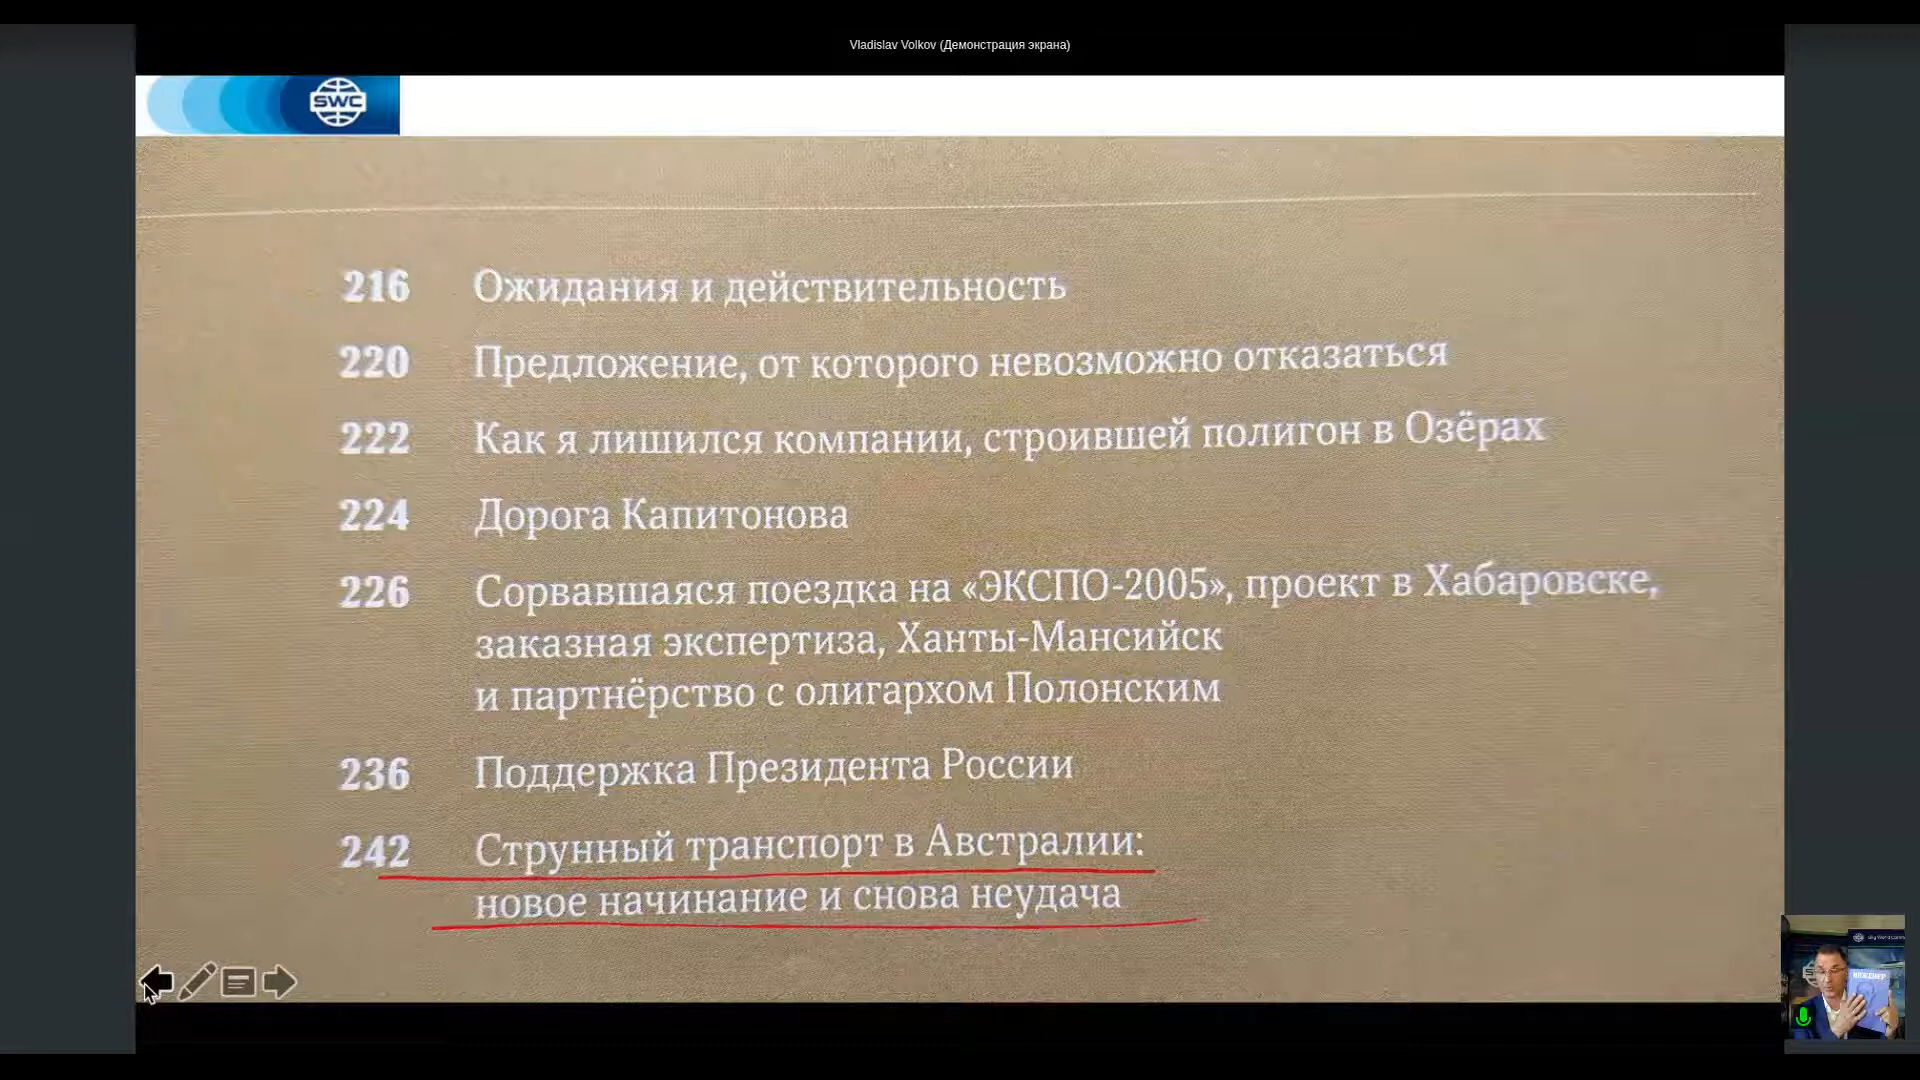 Vladislav Volkov (Демонстрация экрана)
SWC
216 Ожидания и действительность
220 Предложение, от которого невозможно отказаться
222 Как я лишился компании, строившей полигон в Озёрах
224 Дорога Капитонова
226 Сорвавшаяся поездка на «ЭКСПО-2005», проект в Хабаровске,
заказная экспертиза, Ханты-Мансийск
и партнёрство с олигархом Полонским
236 Поддержка Президента России
242 Струнный транспорт в Австралии:
новое начинание и снова неудача
ИНЖЕНЕР